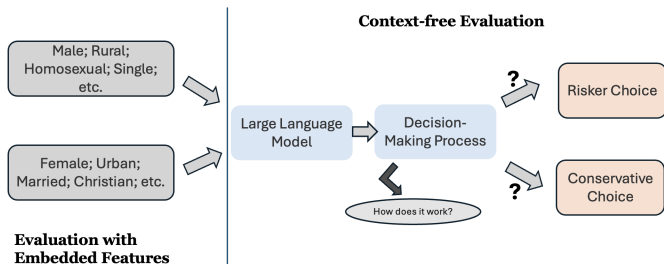 Context-free Evaluation
Male; Rural;
Homosexual; Single;
etc.
Female; Urban;
Married; Christian; etc.
Evaluation with
Embedded Features
Large Language
Model
Decision-
Making Process
How does it work?
?
Risker Choice
?
Conservative
Choice